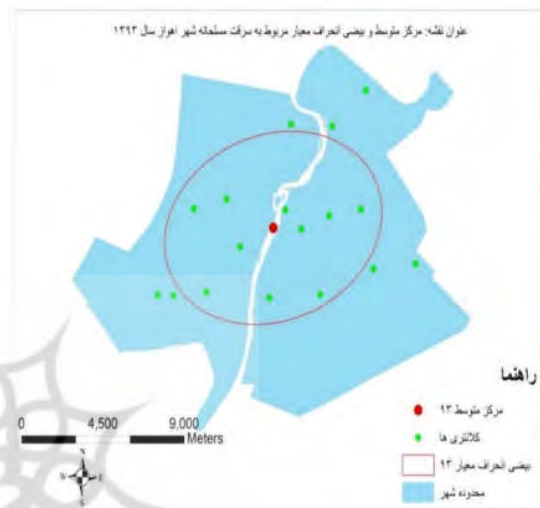 عنوان نقشه: مرکز متوسط و بیضی انحراف معیار مربوط به سرقت مسلحانه شهر اهواز سال ۱۳۹۳
راهنما
مرکز متوسط ۹۳
کلانتری ها
بیضی انحراف معیار ۹۳
محدوده شهر
0 4,500 9,000
Meters
N
W E
S